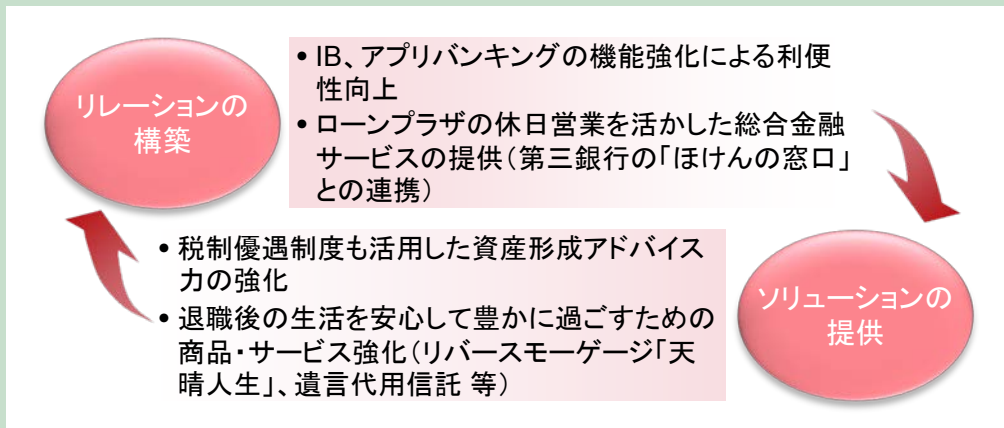 リレーションの
構築
• IB、アプリバンキングの機能強化による利便
性向上
• ローンプラザの休日営業を活かした総合金融
サービスの提供(第三銀行の「ほけんの窓口」
との連携)
• 税制優遇制度も活用した資産形成アドバイス
力の強化
• 退職後の生活を安心して豊かに過ごすための
商品・サービス強化(リバースモーゲージ「天
晴人生」、遺言代用信託 等)
ソリューションの
提供